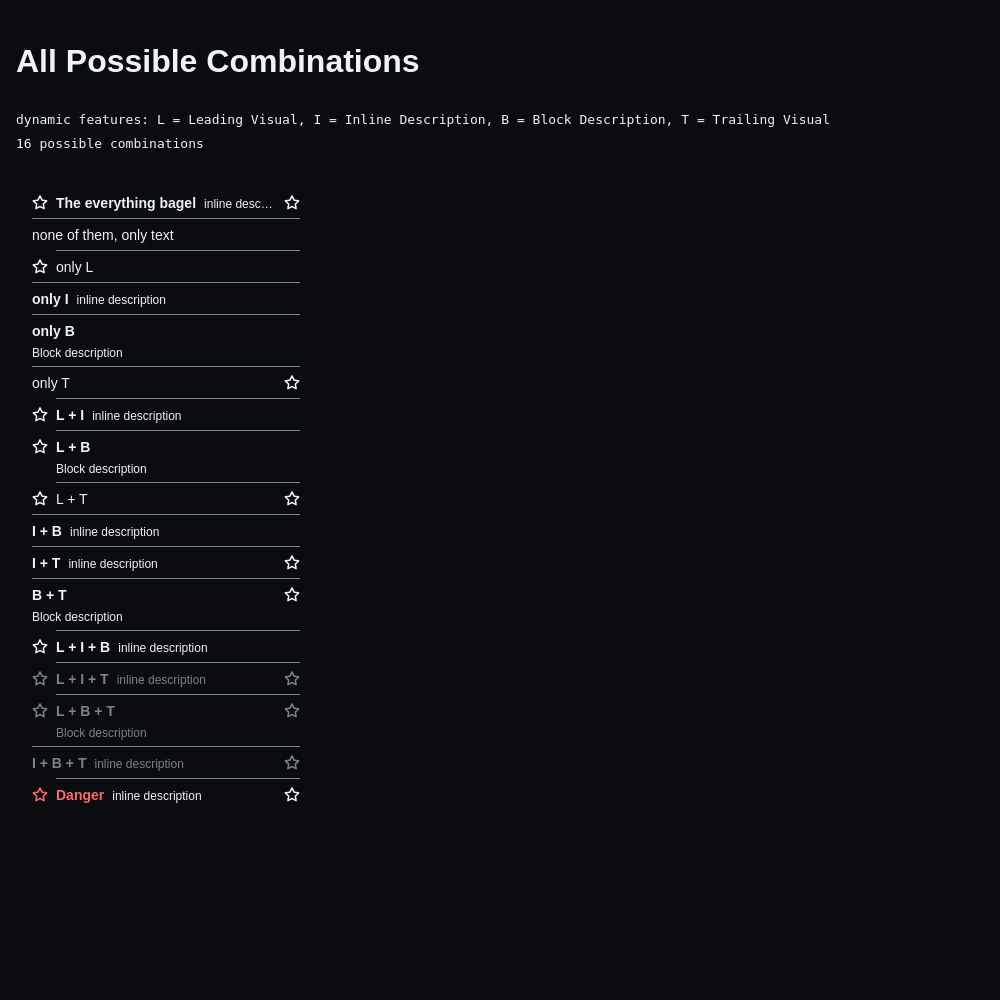 All Possible Combinations
dynamic features: L = Leading Visual, I = Inline Description, B = Block Description, T = Trailing Visual
16 possible combinations
The everything bagel inline desc…
none of them, only text
only L
only I inline description
only B
Block description
only T
L + I inline description
L + B
Block description
L + T
I + B inline description
I + T inline description
B + T
Block description
L + I + B inline description
L + I + T inline description
L + B + T
Block description
I + B + T inline description
Danger inline description